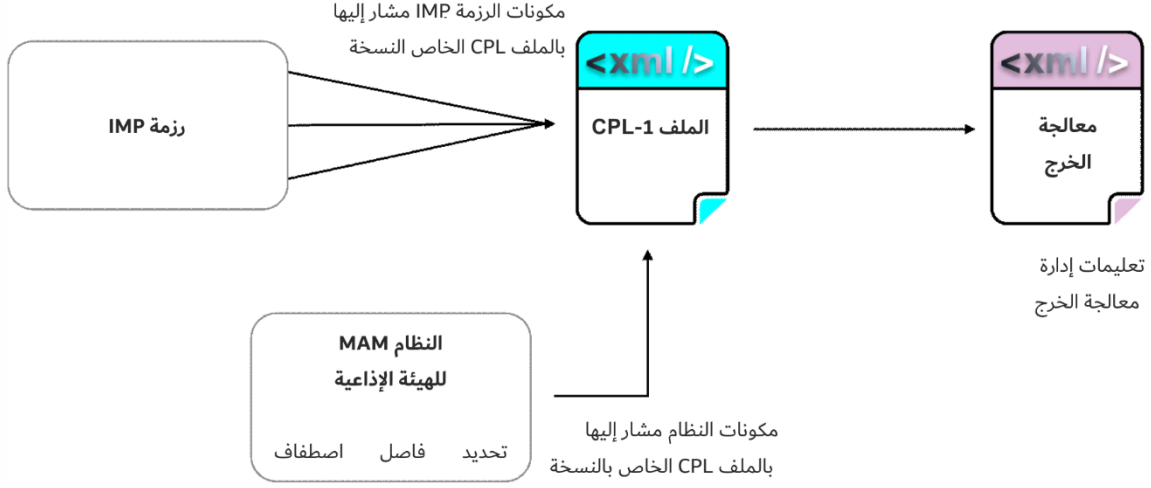 مكونات الرزمة IMP مشار إليها
بالملف CPL الخاص النسخة
<xml />
<xml />
رزمة IMP
الملف CPL-1
معالجة
الخرج
تعليمات إدارة
معالجة الخرج
النظام MAM
للهيئة الإذاعية
تحديد فاصل اصطفاف
مكونات النظام مشار إليها
بالملف CPL الخاص بالنسخة